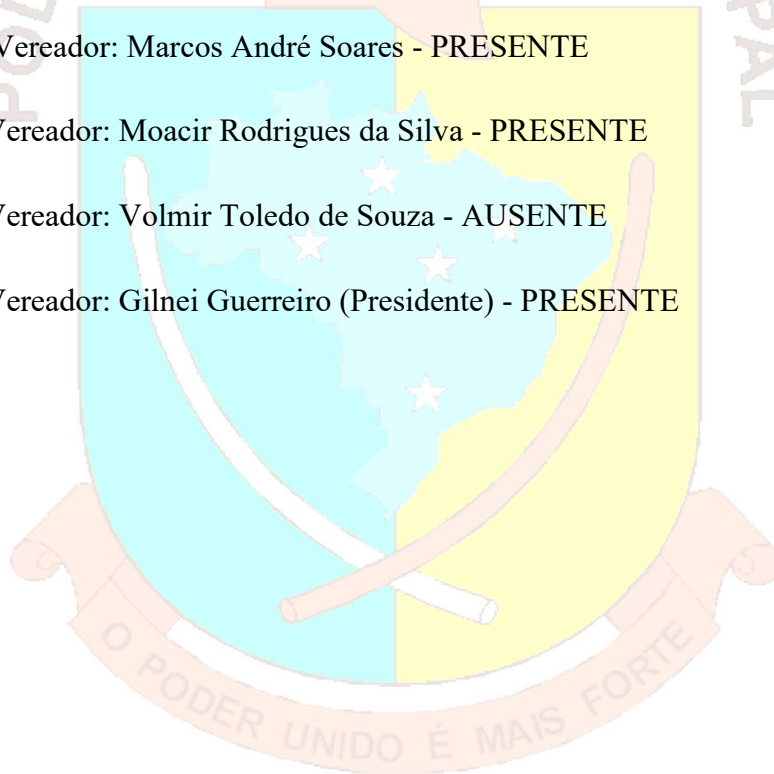 Vereador: Marcos André Soares - PRESENTE
Vereador: Moacir Rodrigues da Silva - PRESENTE
Vereador: Volmir Toledo de Souza - AUSENTE
Vereador: Gilnei Guerreiro (Presidente) - PRESENTE
O PODER UNIDO É MAIS FORTE